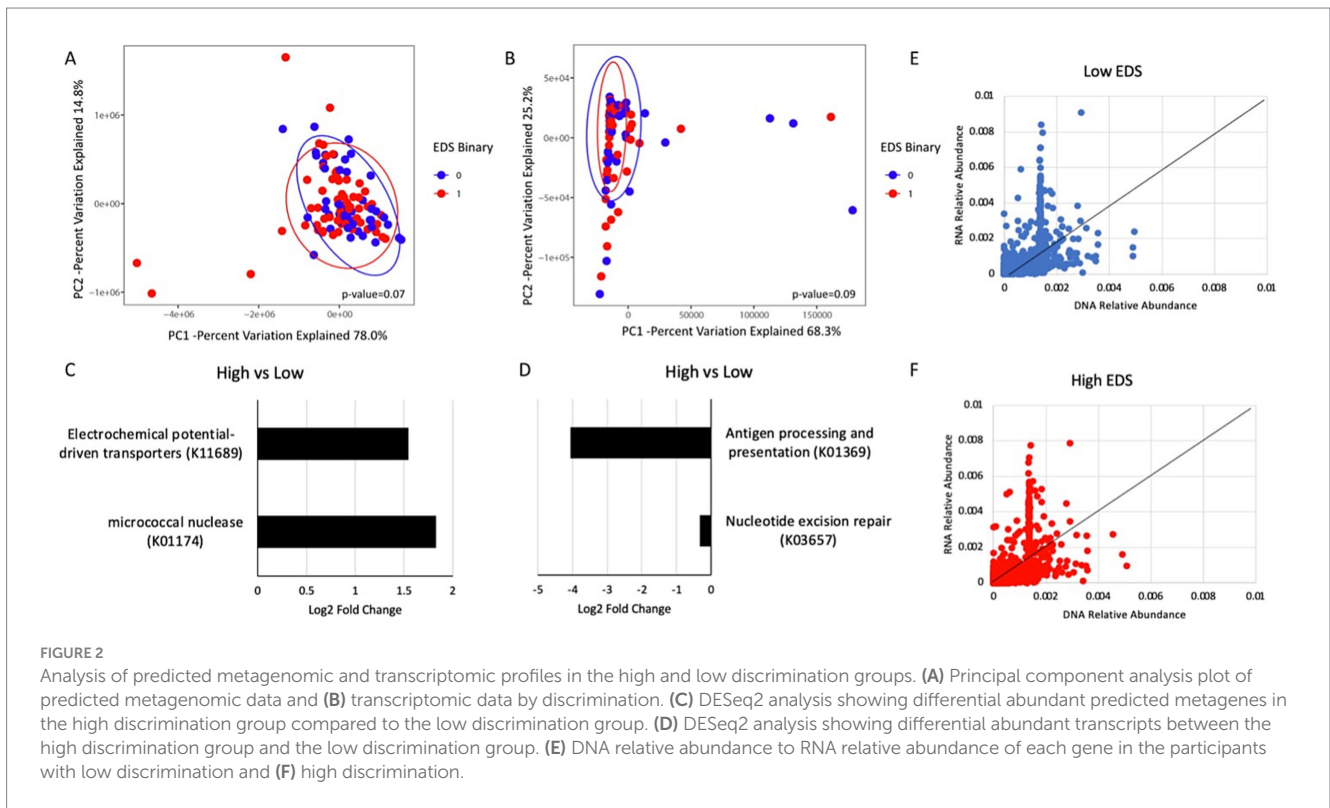 A
PC2 -Percent Variation Explained 14.8%
1e+06
0e+00
−1e+06
−4e+06
−2e+06
0e+00
p-value=0.07
PC1 -Percent Variation Explained 78.0%
EDS Binary
0
1
B
PC2 -Percent Variation Explained 25.2%
5e+04
0e+00
−5e+04
−1e+05
0
50000
100000
150000
p-value=0.09
PC1 -Percent Variation Explained 68.3%
EDS Binary
0
1
E
Low EDS
RNA Relative Abundance
0.01
0.008
0.006
0.004
0.002
0
0
0.002
0.004
0.006
0.008
0.01
DNA Relative Abundance
C
High vs Low
Electrochemical potential-
driven transporters (K11689)
micrococcal nuclease
(K01174)
0
0.5
1
1.5
2
Log2 Fold Change
D
High vs Low
Antigen processing and
presentation (K01369)
Nucleotide excision repair
(K03657)
-5
-4
-3
-2
-1
0
Log2 Fold Change
F
High EDS
RNA Relative Abundance
0.01
0.008
0.006
0.004
0.002
0
0
0.002
0.004
0.006
0.008
0.01
DNA Relative Abundance
FIGURE 2
Analysis of predicted metagenomic and transcriptomic profiles in the high and low discrimination groups. (A) Principal component analysis plot of
predicted metagenomic data and (B) transcriptomic data by discrimination. (C) DESeq2 analysis showing differential abundant predicted metagenes in
the high discrimination group compared to the low discrimination group. (D) DESeq2 analysis showing differential abundant transcripts between the
high discrimination group and the low discrimination group. (E) DNA relative abundance to RNA relative abundance of each gene in the participants
with low discrimination and (F) high discrimination.